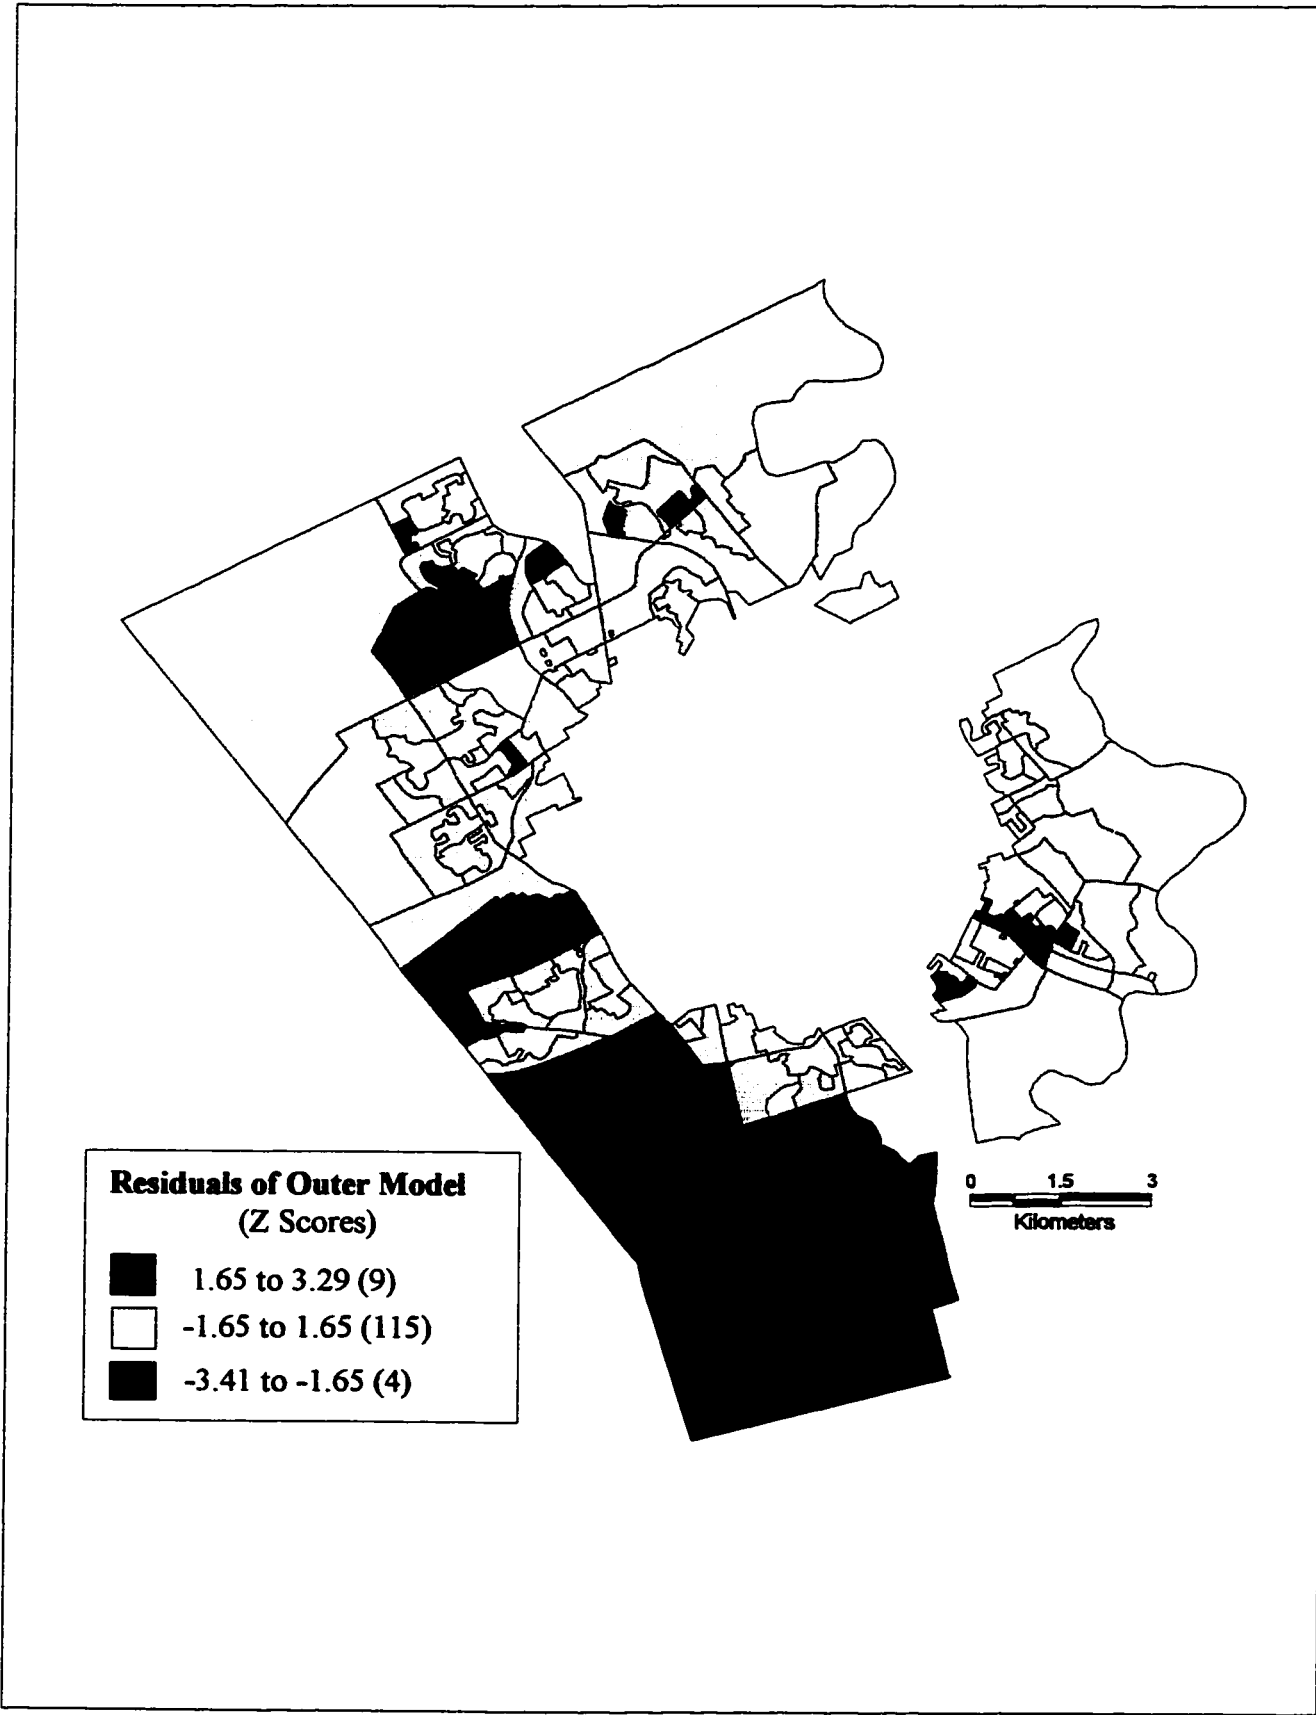 Residuals of Outer Model
(Z Scores)
1.65 to 3.29 (9)
-1.65 to 1.65 (115)
-3.41 to -1.65 (4)
0 1.5 3
Kilometers